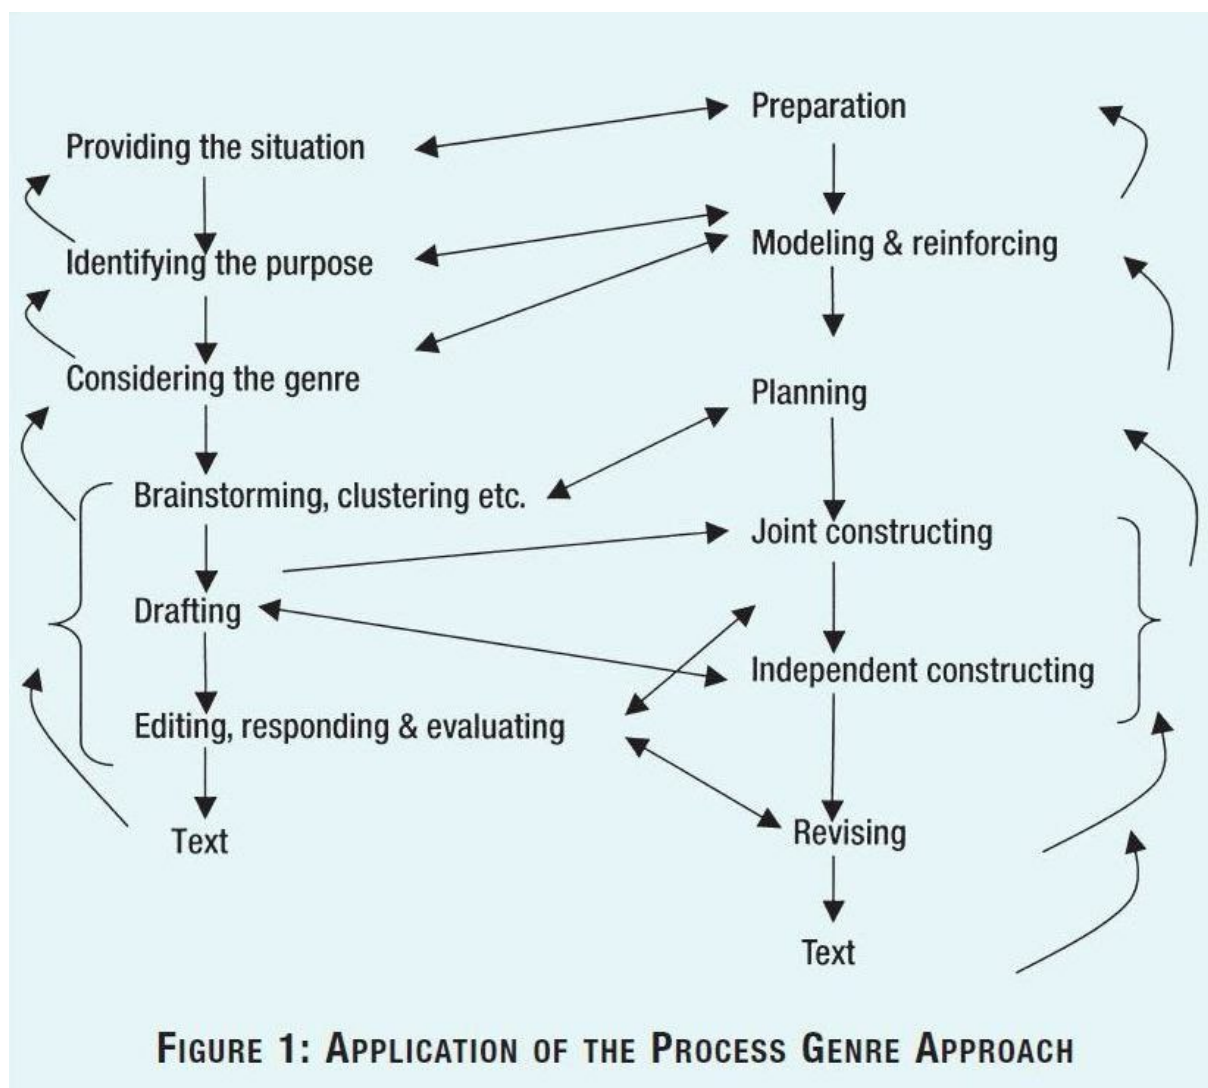 Providing the situation
Identifying the purpose
Considering the genre
Brainstorming, clustering etc.
Drafting
Editing, responding & evaluating
Text
Preparation
Modeling & reinforcing
Planning
Joint constructing
Independent constructing
Revising
Text
FIGURE 1: APPLICATION OF THE PROCESS GENRE APPROACH